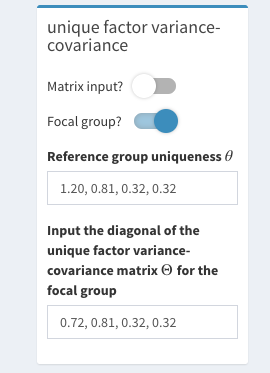 unique factor variance-
covariance
Matrix input?
Focal group?
Reference group uniqueness θ
1.20, 0.81, 0.32, 0.32
Input the diagonal of the
unique factor variance-
covariance matrix Θ for the
focal group
0.72, 0.81, 0.32, 0.32